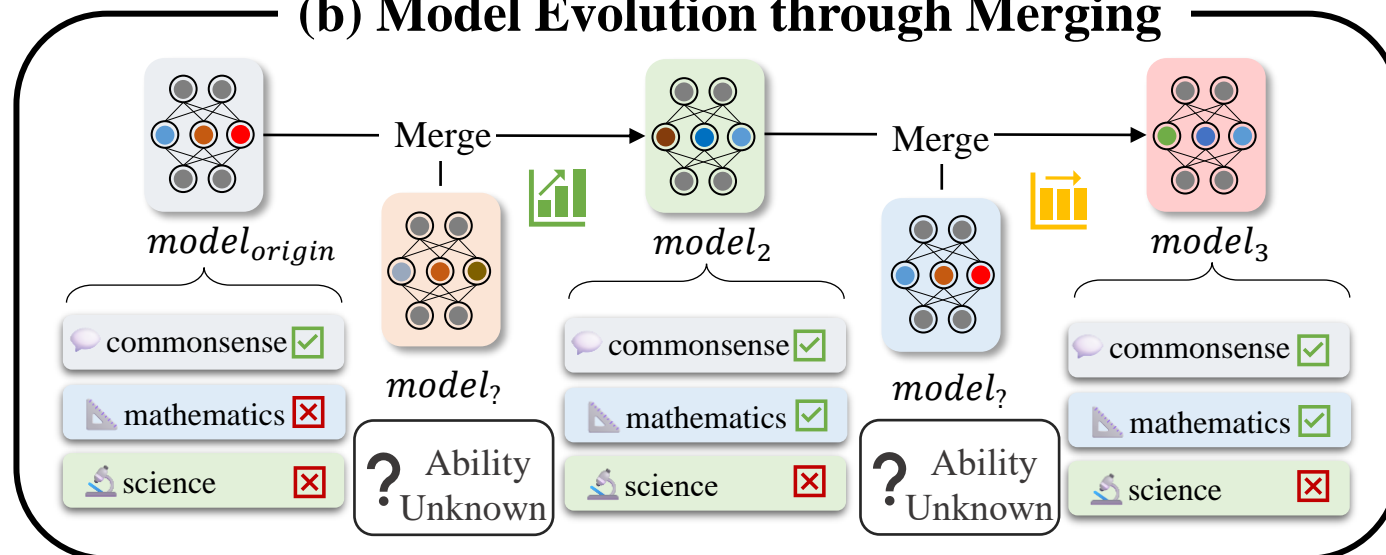 (b) Model Evolution through Merging
Merge
Merge
model_origin
model_2
model_3
model_?
model_?
commonsense
mathematics
science
? Ability
Unknown
commonsense
mathematics
science
? Ability
Unknown
commonsense
mathematics
science